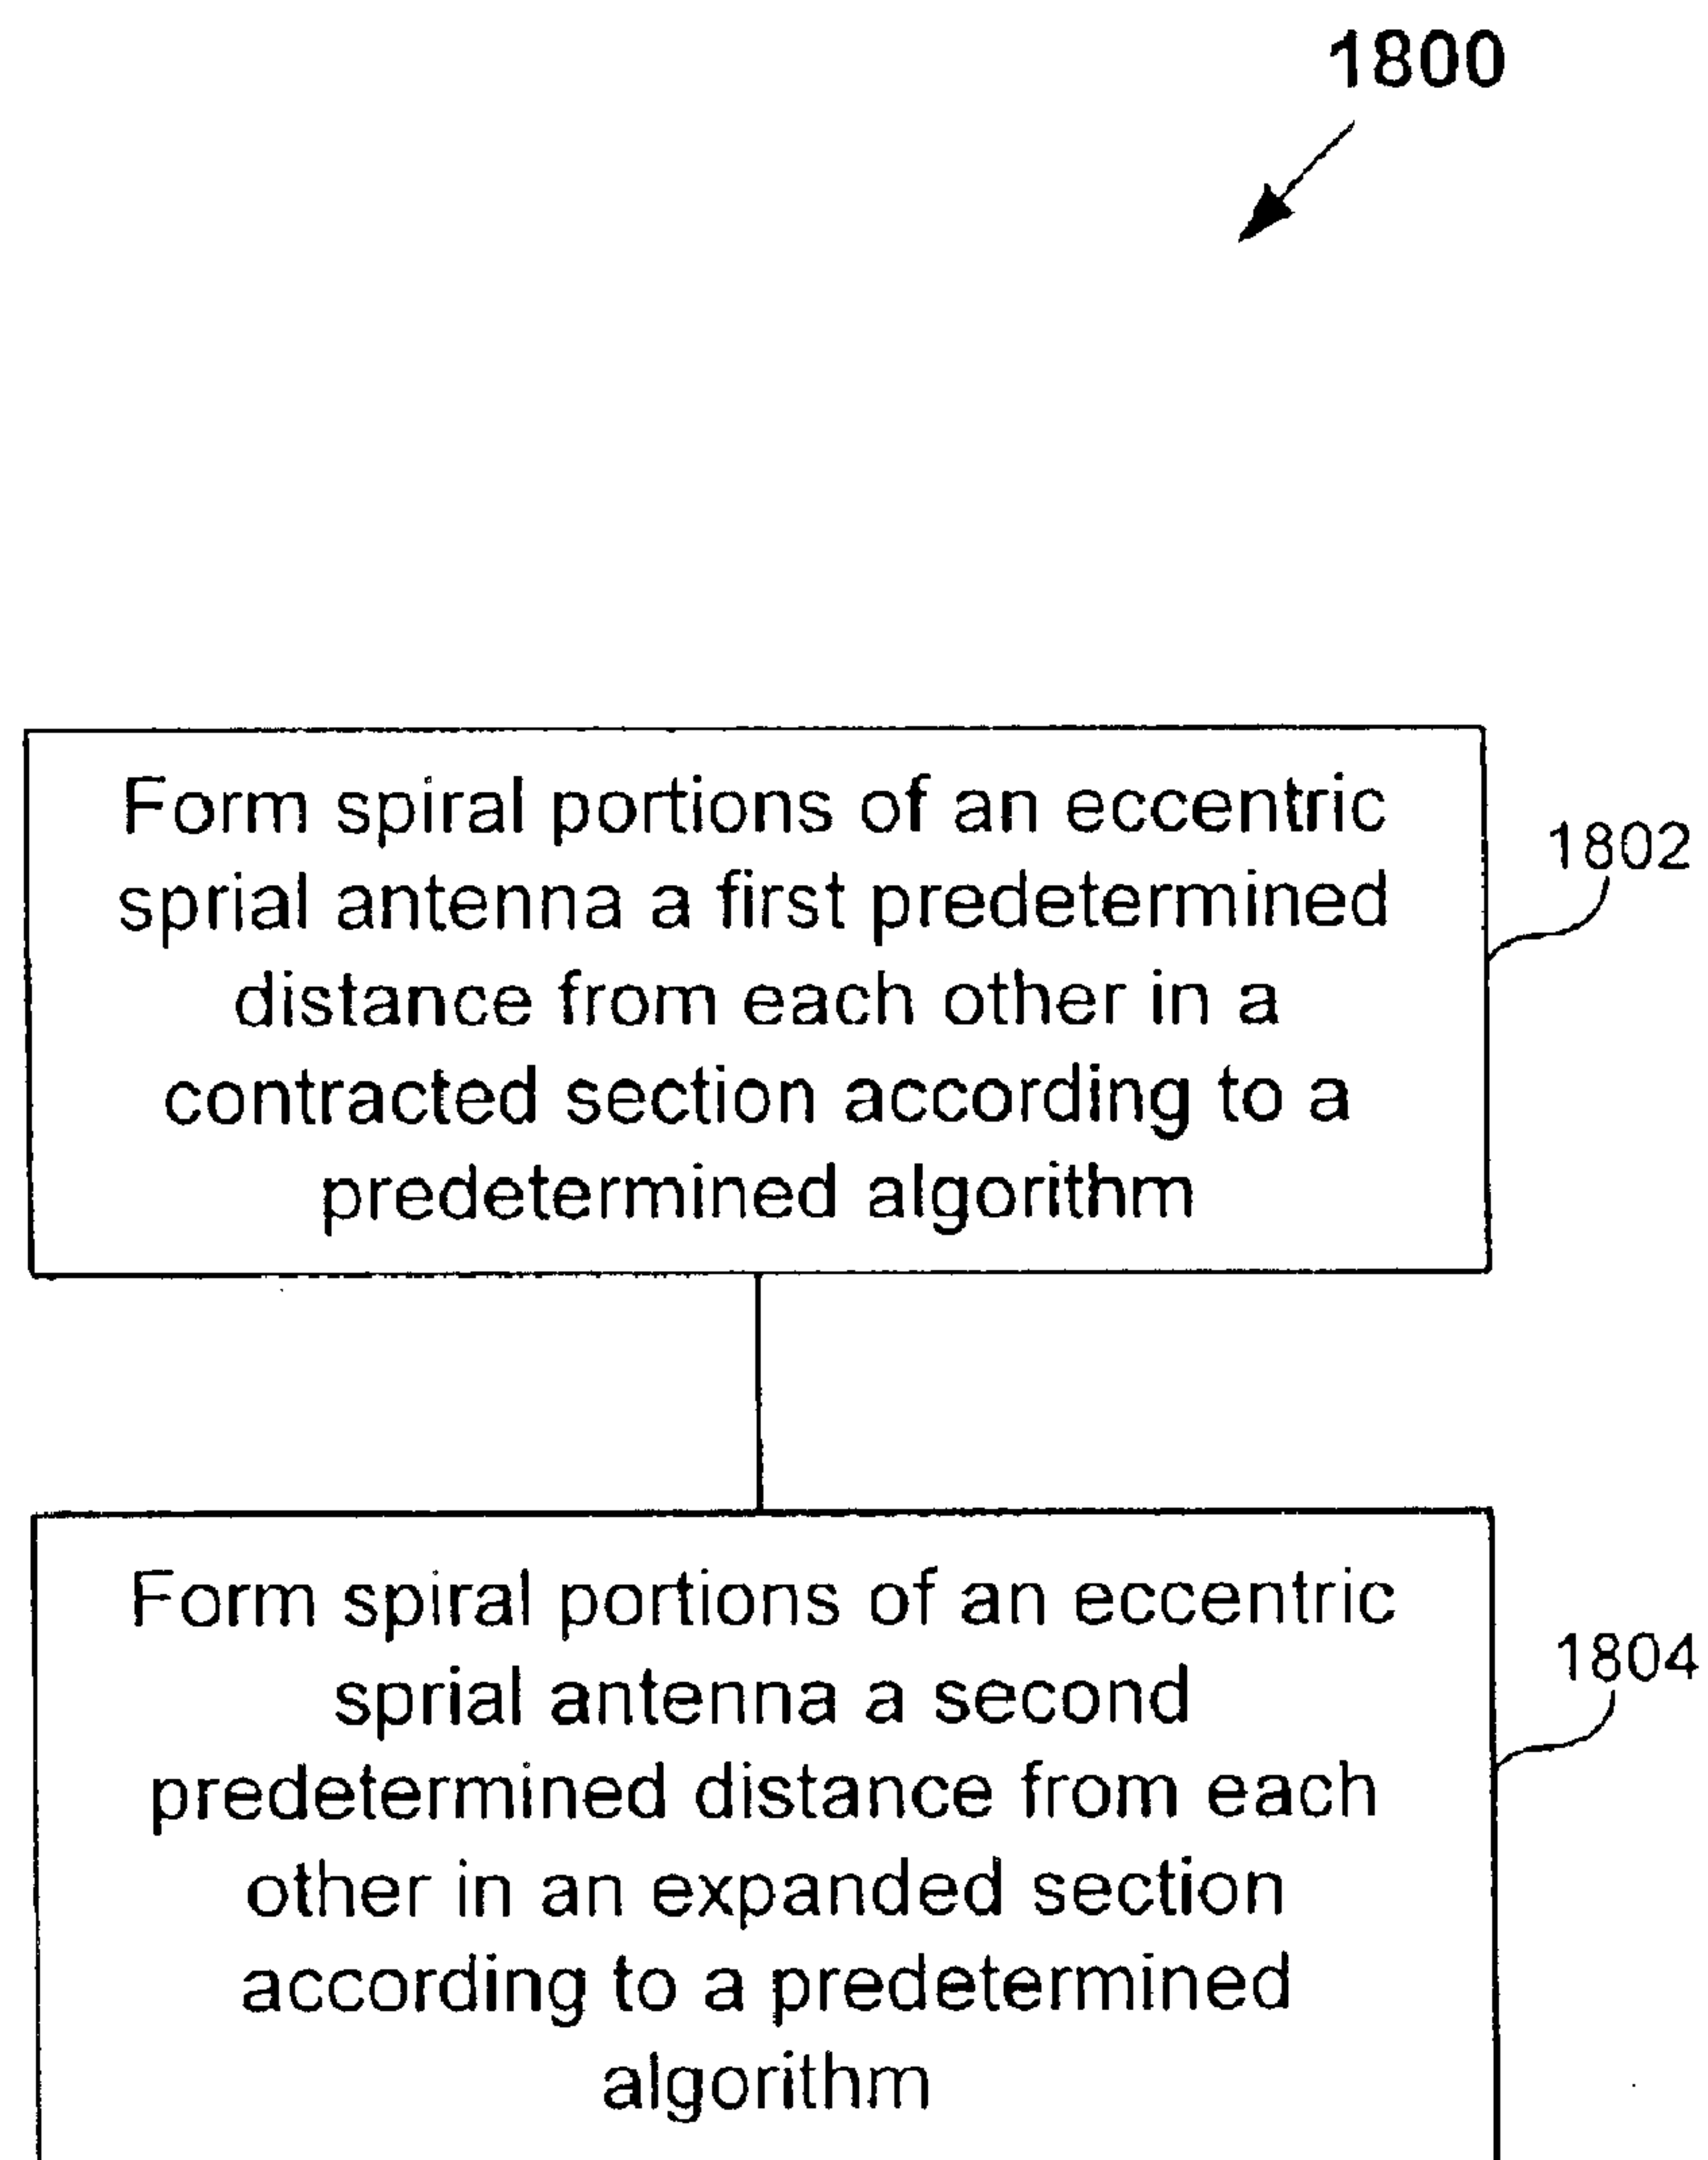 1800
Form spiral portions of an eccentric
sprial antenna a first predetermined
distance from each other in a
contracted section according to a
predetermined algorithm
1802
Form spiral portions of an eccentric
sprial antenna a second
predetermined distance from each
other in an expanded section
according to a predetermined
algorithm
1804